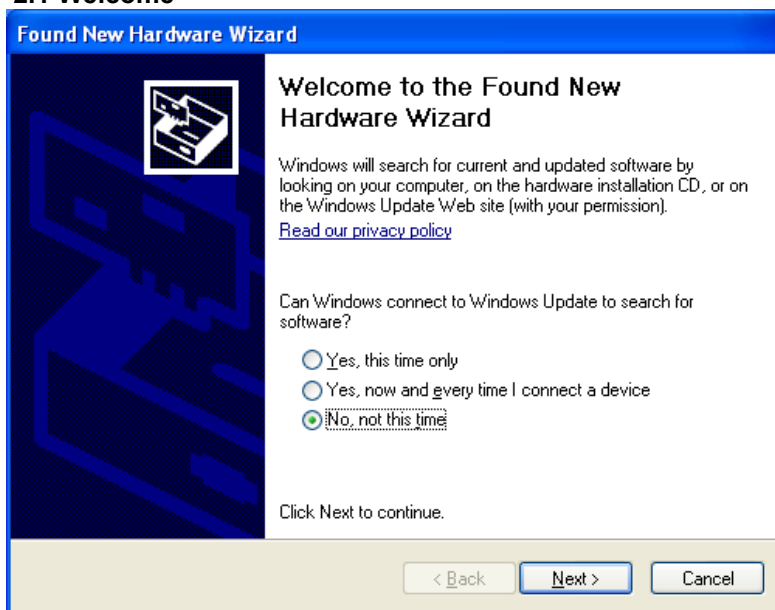 2.1 Welcome
Found New Hardware Wizard
Welcome to the Found New
Hardware Wizard
Windows will search for current and updated software by
looking on your computer, on the hardware installation CD, or on
the Windows Update Web site (with your permission).
Read our privacy policy
Can Windows connect to Windows Update to search for
software?
Yes, this time only
Yes, now and every time I connect a device
No, not this time
Click Next to continue.
< Back Next > Cancel